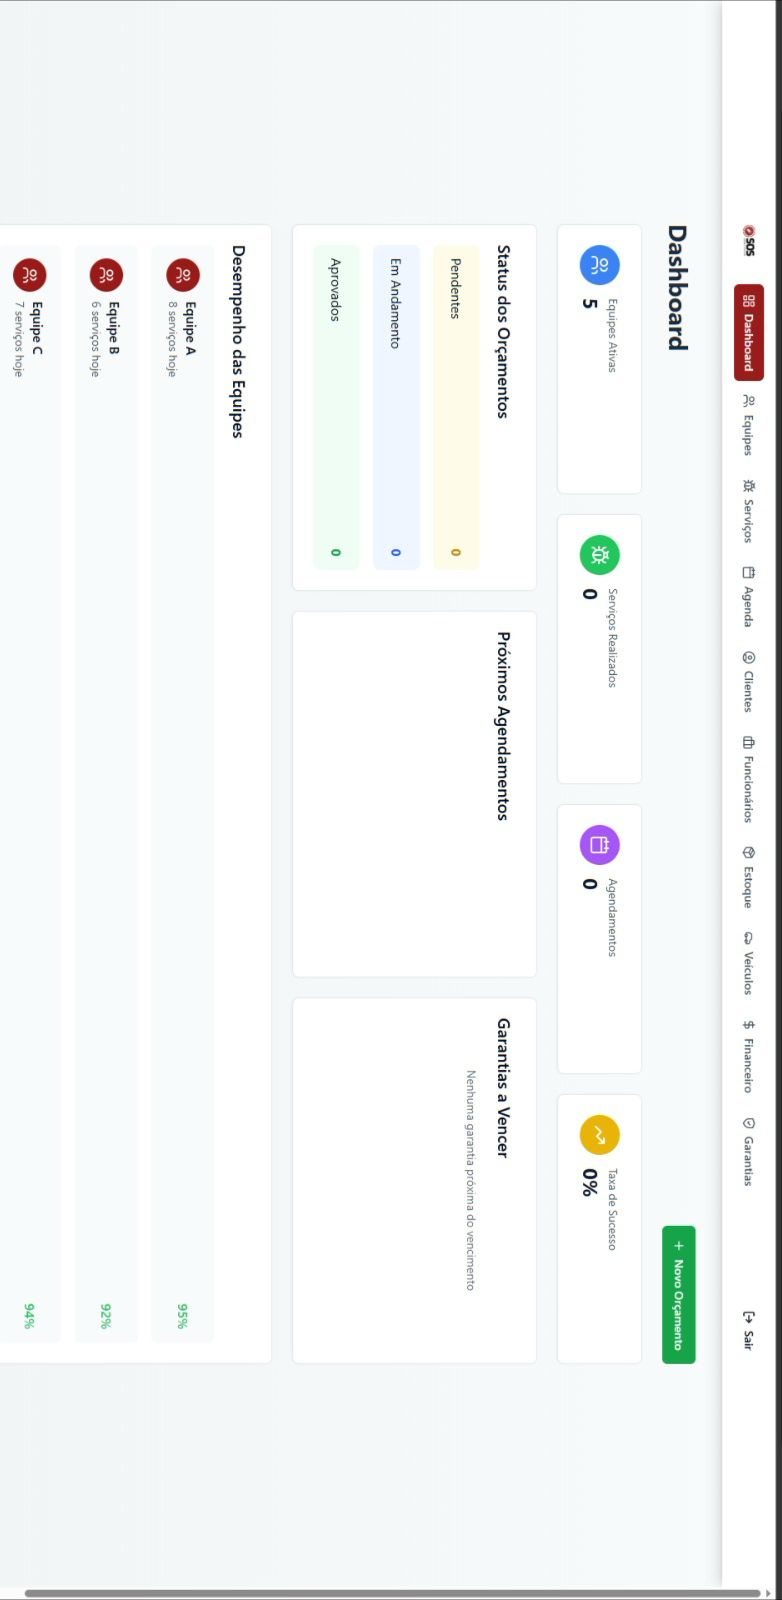 SOS
Dashboard
Equipes
Serviços
Agenda
Clientes
Funcionários
Estoque
Veículos
Financeiro
Garantias
Sair
Dashboard
+ Novo Orçamento
Equipes Ativas
5
Serviços Realizados
0
Agendamentos
0
Taxa de Sucesso
0%
Status dos Orçamentos
Pendentes 0
Em Andamento 0
Aprovados 0
Próximos Agendamentos
Garantias a Vencer
Nenhuma garantia próxima do vencimento
Desempenho das Equipes
Equipe A
8 serviços hoje
95%
Equipe B
6 serviços hoje
92%
Equipe C
7 serviços hoje
94%